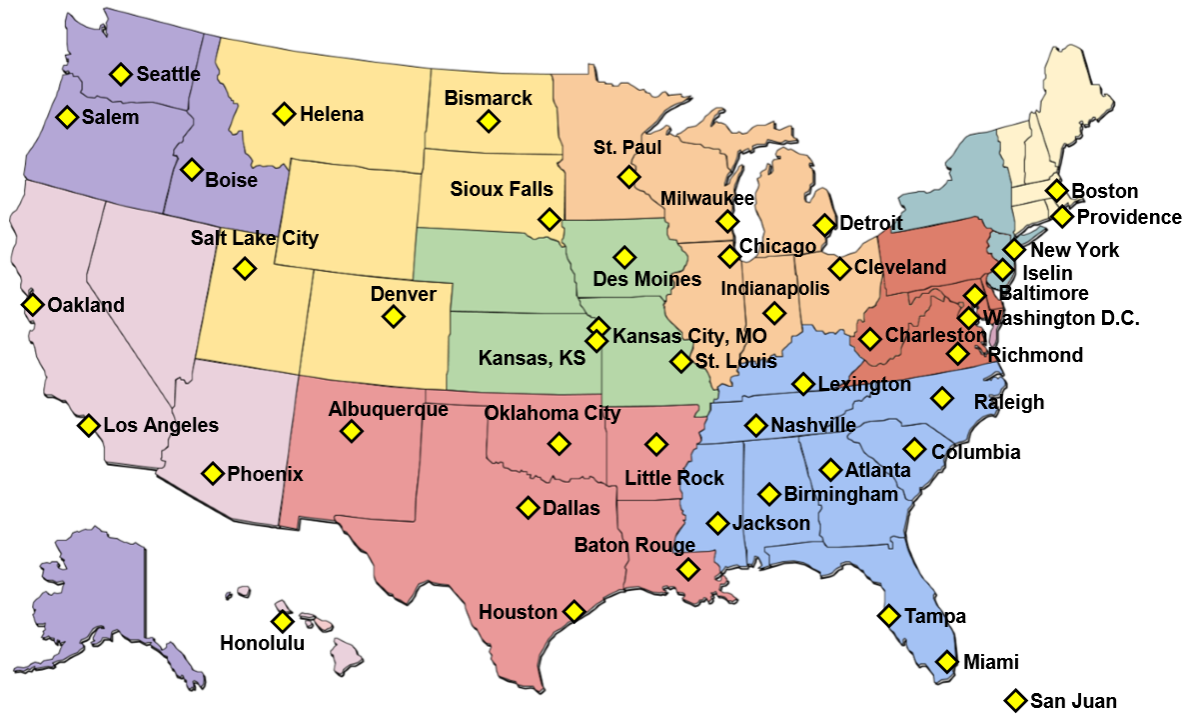 Seattle
Bismarck
Salem
Helena
St. Paul
Boise
Sioux Falls
Milwaukee
Boston
Providence
Detroit
Salt Lake City
Chicago
New York
Cleveland
Iselin
Des Moines
Indianapolis
Denver
Baltimore
Oakland
Washington D.C.
Kansas City, MO
Charleston
Kansas, KS
St. Louis
Richmond
Lexington
Raleigh
Albuquerque
Oklahoma City
Los Angeles
Nashville
Columbia
Phoenix
Little Rock
Atlanta
Birmingham
Dallas
Jackson
Baton Rouge
Houston
Tampa
Honolulu
Miami
San Juan